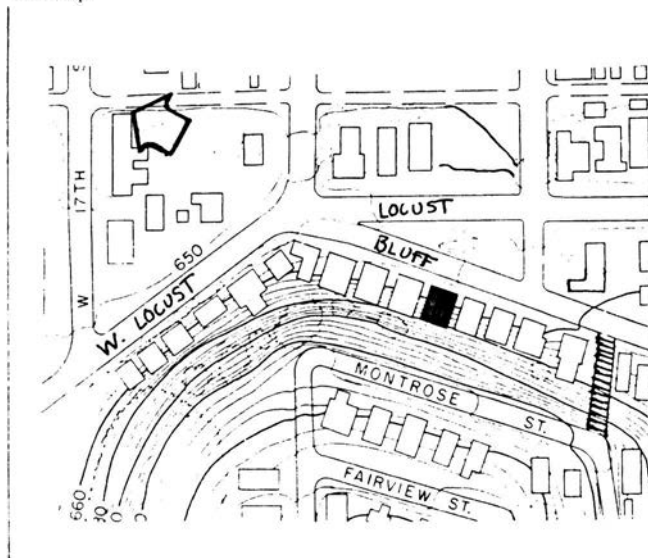 17TH
W
LOCUST
BLUFF
650
W. LOCUST
MONTROSE
ST.
FAIRVIEW ST.
660